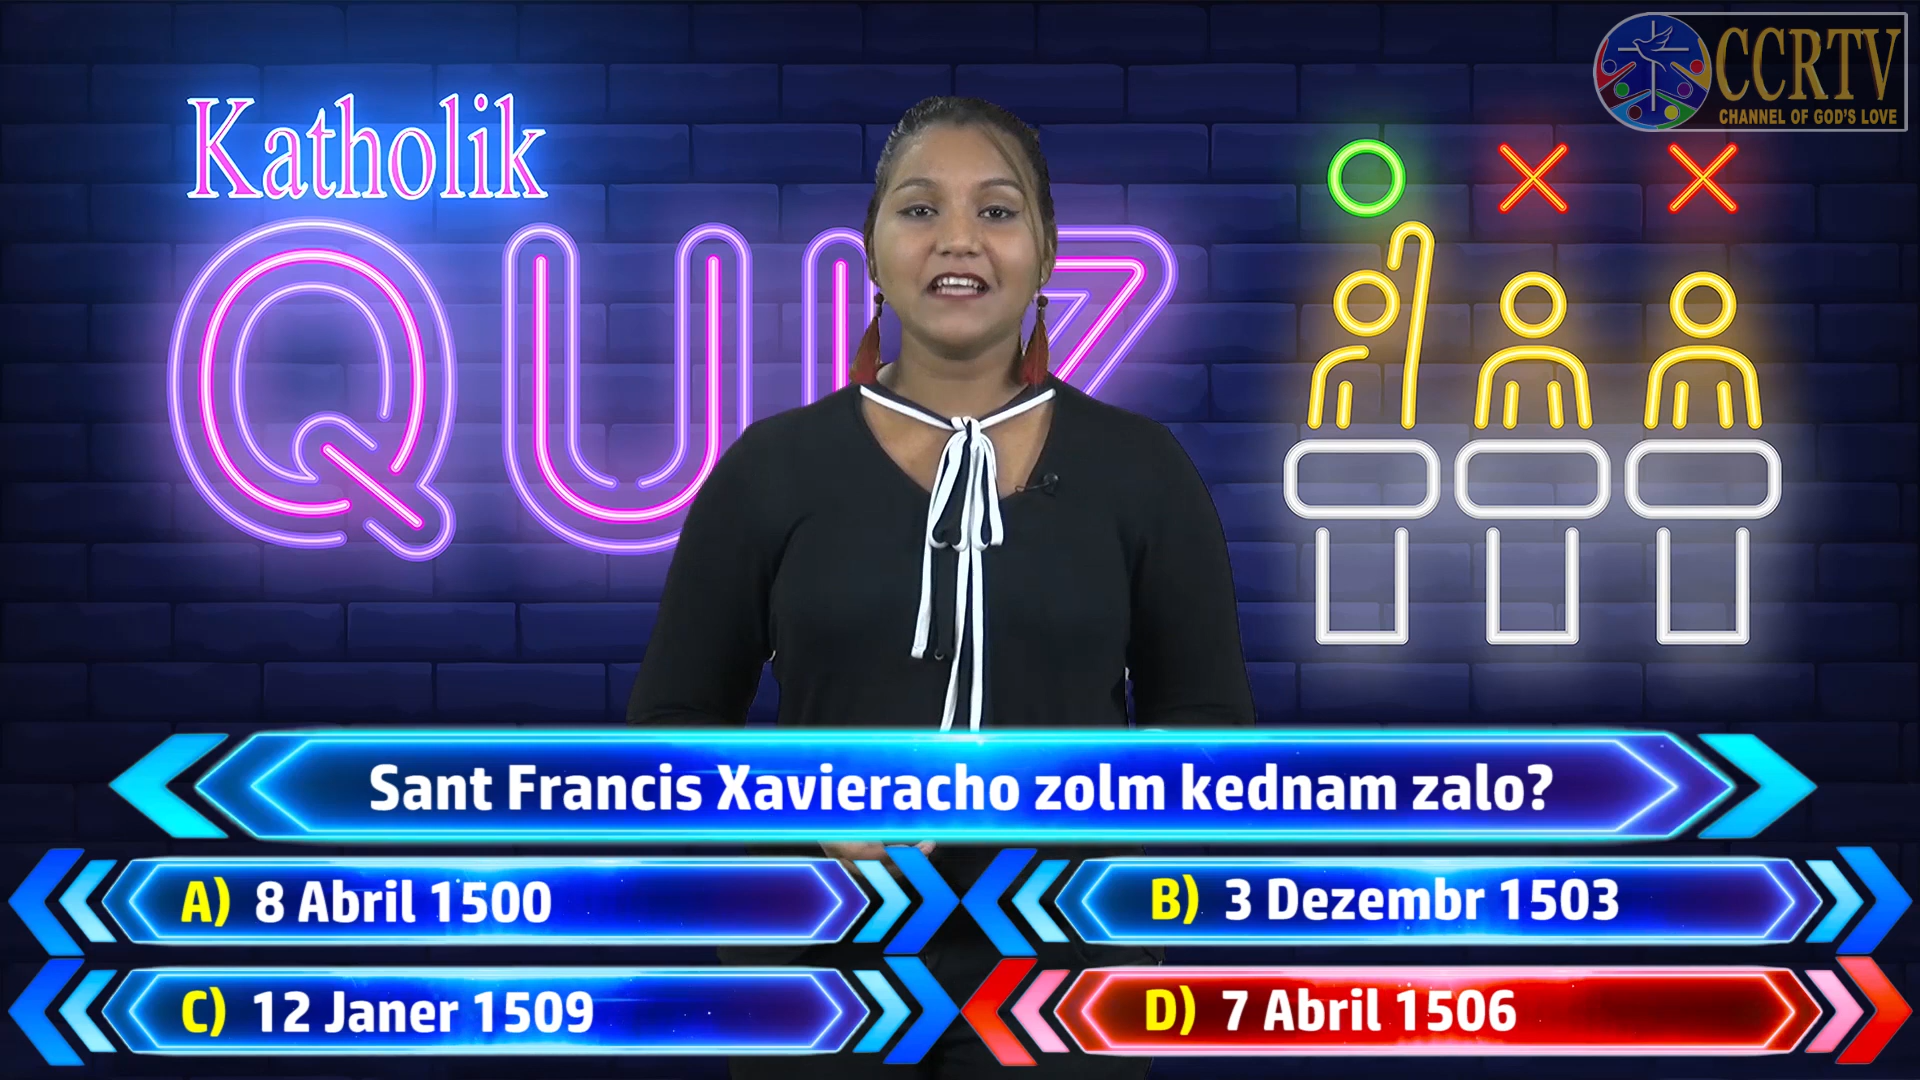 CCRTV
CHANNEL OF GOD'S LOVE
Katholik
QUIZ
Sant Francis Xavieracho zolm kednam zalo?
A) 8 Abril 1500
B) 3 Dezembr 1503
C) 12 Janer 1509
D) 7 Abril 1506